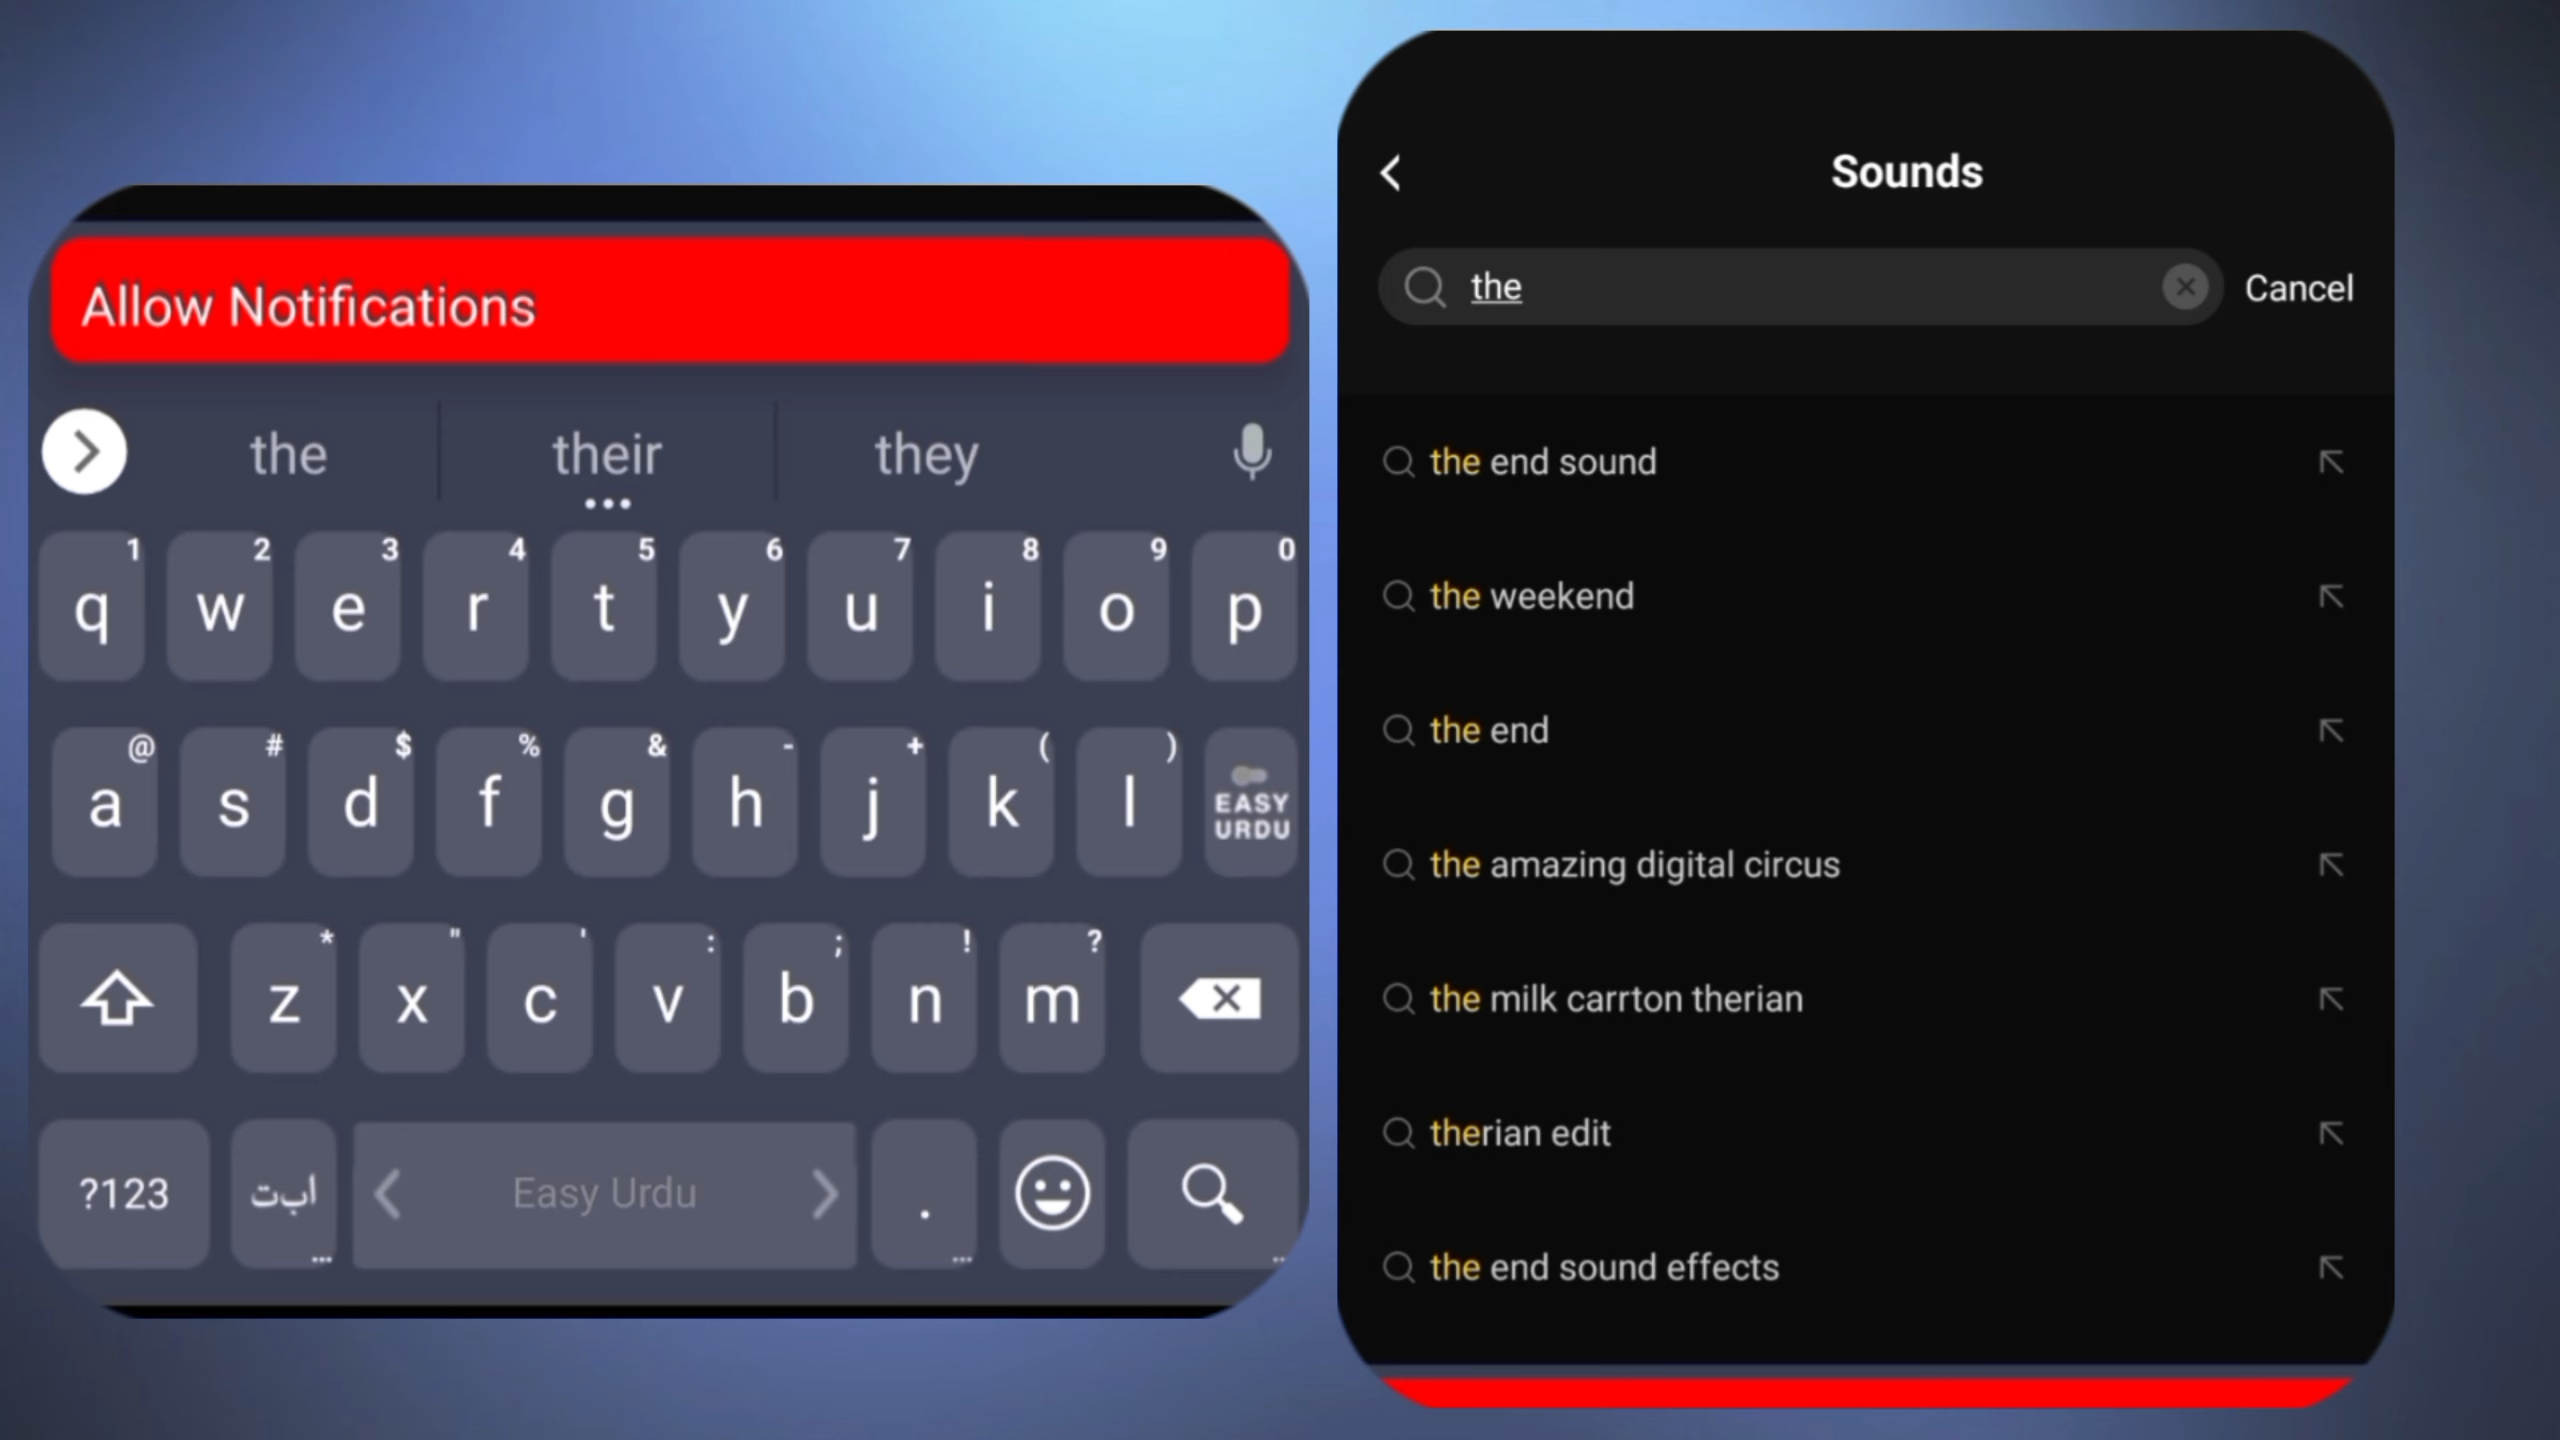 Allow Notifications
the their they
q 1 w 2 e 3 r 4 t 5 y 6 u 7 i 8 o 9 p 0
a @ s # d $ f % g & h - j + k ( l ) EASY URDU
z * x " c ' v : b ; n ! m ?
?123 ابت Easy Urdu .
Sounds
the Cancel
the end sound
the weekend
the end
the amazing digital circus
the milk carrton therian
therian edit
the end sound effects